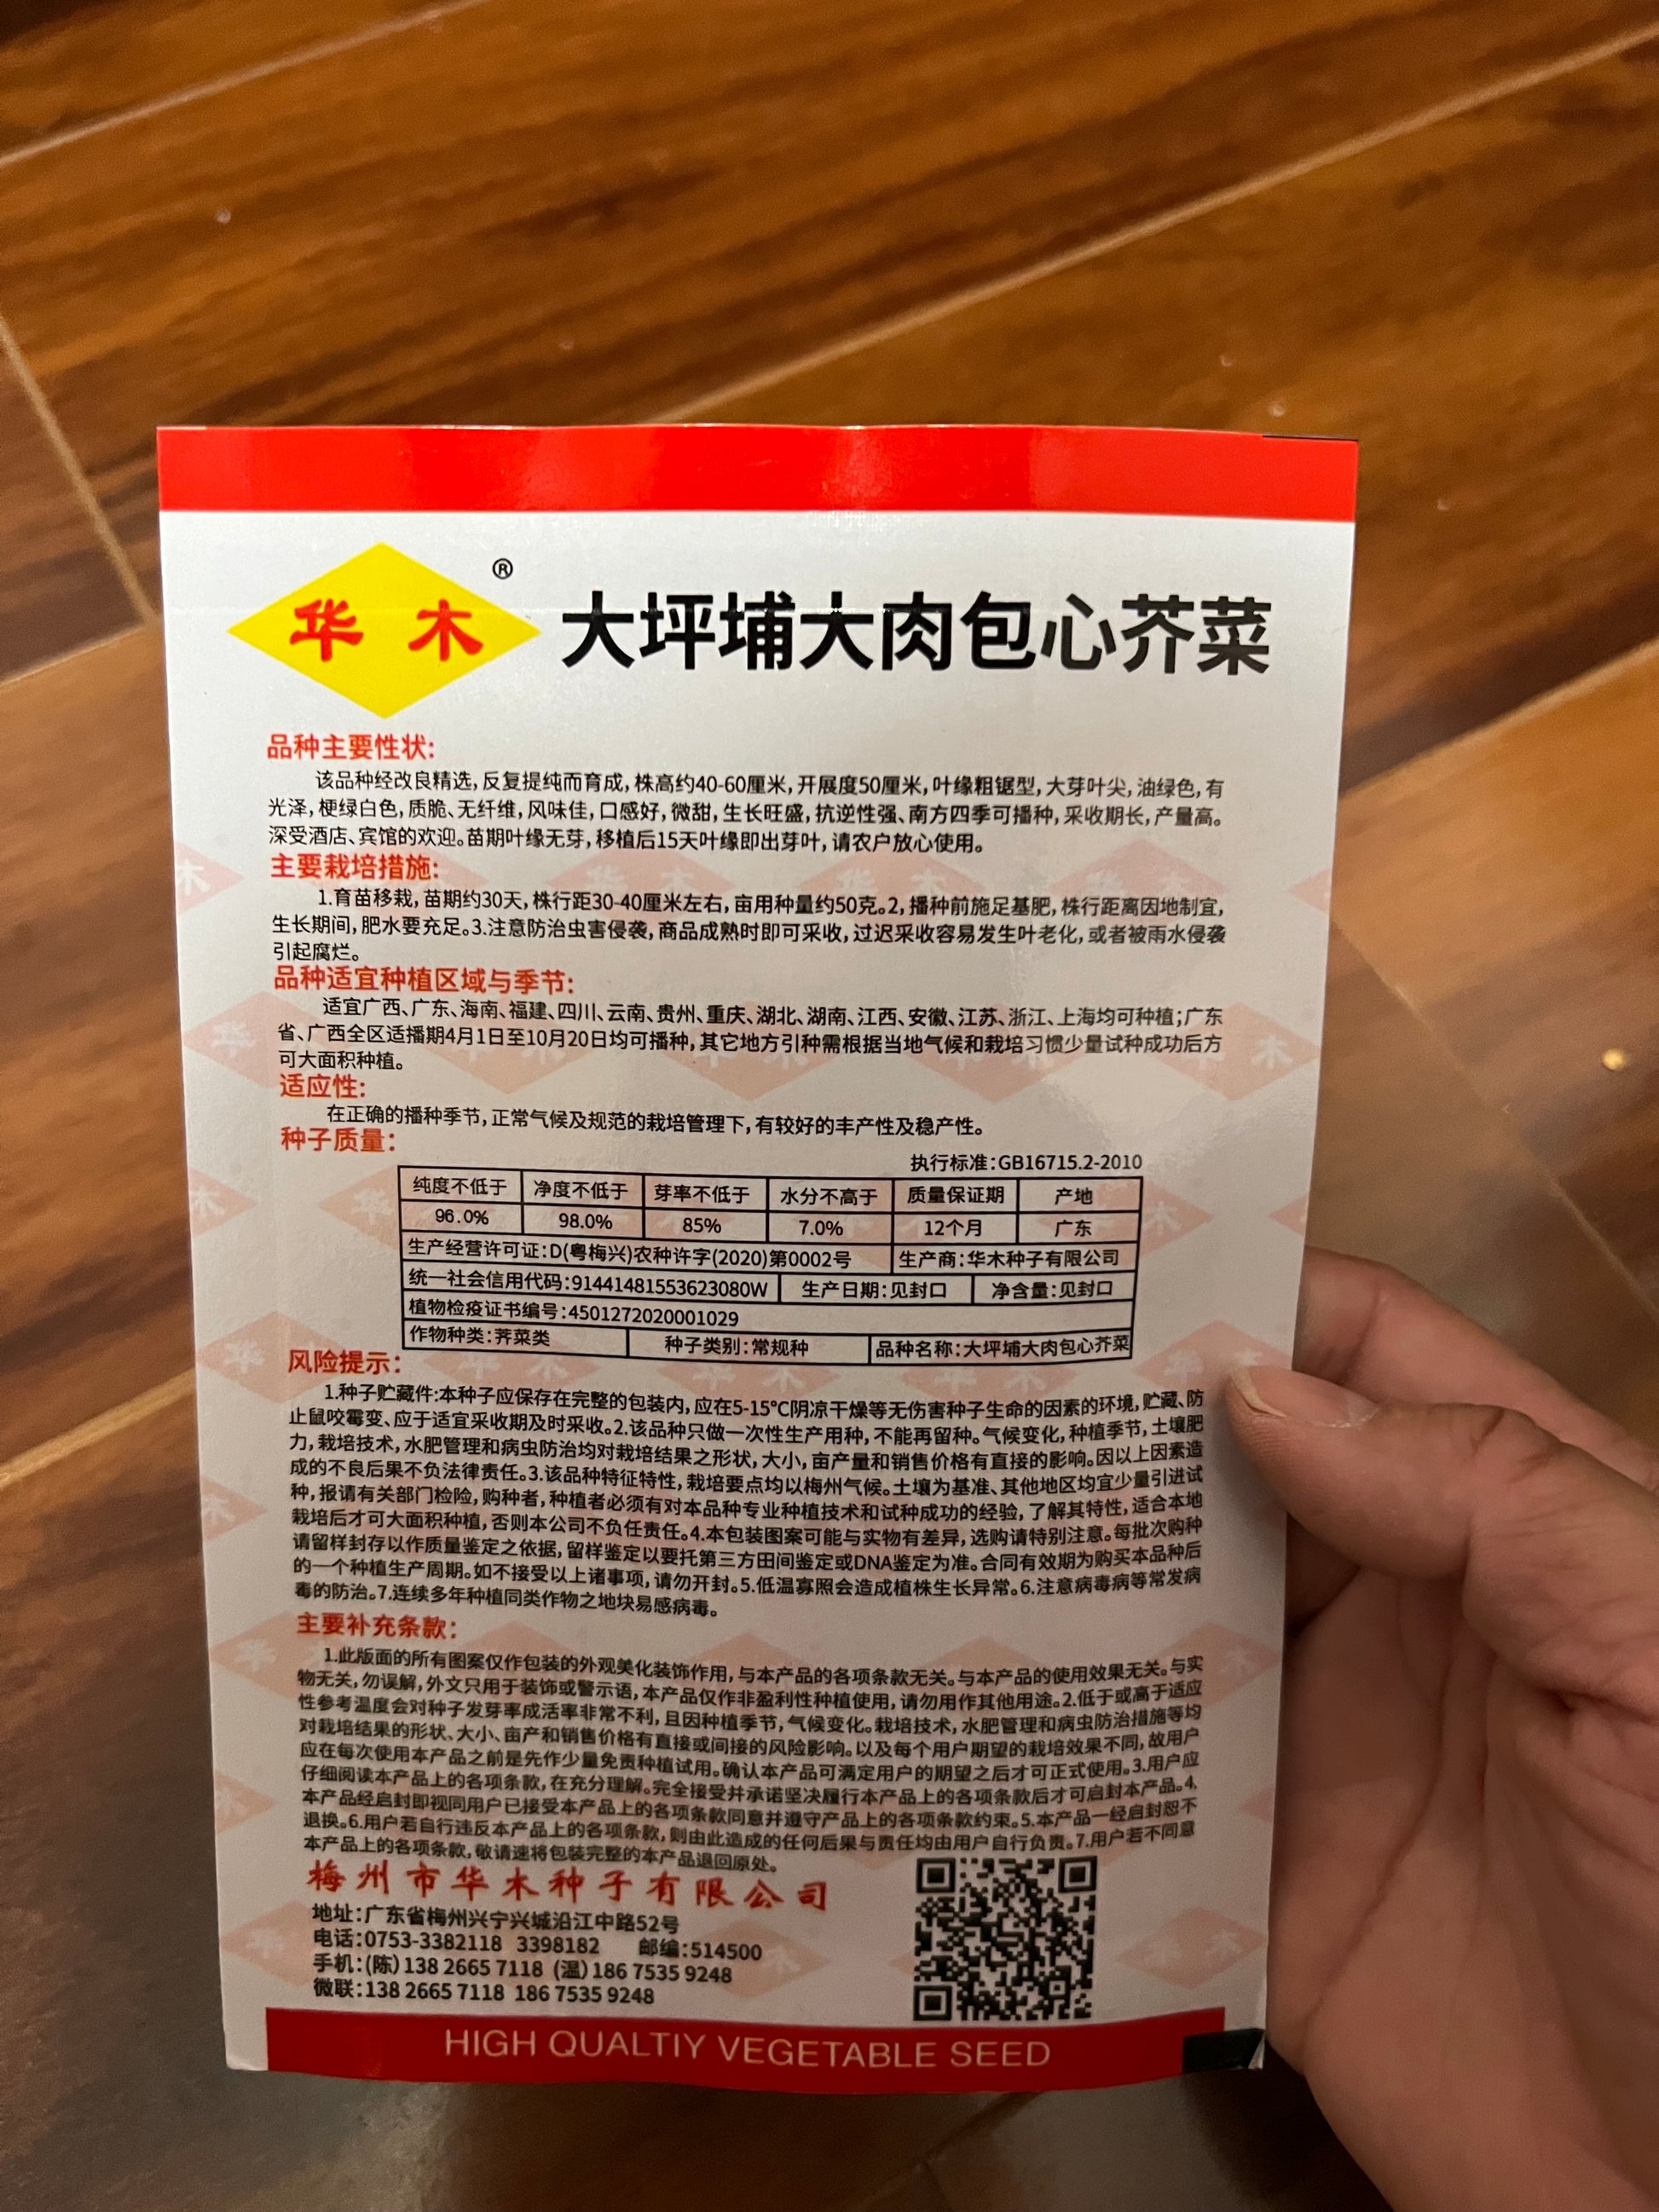 华木®
大坪埔大肉包心芥菜
品种主要性状:
该品种经改良精选,反复提纯而育成,株高约40-60厘米,开展度50厘米,叶缘粗锯型,大芽叶尖,油绿色,有
光泽,梗绿白色,质脆、无纤维,风味佳,口感好,微甜,生长旺盛,抗逆性强、南方四季可播种,采收期长,产量高。
深受酒店、宾馆的欢迎。苗期叶缘无芽,移植后15天叶缘即出芽叶,请农户放心使用。
主要栽培措施:
1.育苗移栽,苗期约30天,株行距30-40厘米左右,亩用种量约50克。2,播种前施足基肥,株行距离因地制宜,
生长期间,肥水要充足。3.注意防治虫害侵袭,商品成熟时即可采收,过迟采收容易发生叶老化,或者被雨水侵袭
引起腐烂。
品种适宜种植区域与季节:
适宜广西、广东、海南、福建、四川、云南、贵州、重庆、湖北、湖南、江西、安徽、江苏、浙江、上海均可种植;广东
省、广西全区适播期4月1日至10月20日均可播种,其它地方引种需根据当地气候和栽培习惯少量试种成功后方
可大面积种植。
适应性:
在正确的播种季节,正常气候及规范的栽培管理下,有较好的丰产性及稳产性。
种子质量:
执行标准:GB16715.2-2010
纯度不低于 净度不低于 芽率不低于 水分不高于 质量保证期 产地
96.0% 98.0% 85% 7.0% 12个月 广东
生产经营许可证:D(粤梅兴)农种许字(2020)第0002号 生产商:华木种子有限公司
统一社会信用代码:91441481553623080W 生产日期:见封口 净含量:见封口
植物检疫证书编号:4501272020001029
作物种类:荠菜类 种子类别:常规种 品种名称:大坪埔大肉包心芥菜
风险提示:
1.种子贮藏件:本种子应保存在完整的包装内,应在5-15°C阴凉干燥等无伤害种子生命的因素的环境,贮藏、防
止鼠咬霉变、应于适宜采收期及时采收。2.该品种只做一次性生产用种,不能再留种。气候变化,种植季节,土壤肥
力,栽培技术,水肥管理和病虫防治均对栽培结果之形状,大小,亩产量和销售价格有直接的影响。因以上因素造
成的不良后果不负法律责任。3.该品种特征特性,栽培要点均以梅州气候。土壤为基准、其他地区均宜少量引进试
种,报请有关部门检险,购种者,种植者必须有对本品种专业种植技术和试种成功的经验,了解其特性,适合本地
栽培后才可大面积种植,否则本公司不负任责任。4.本包装图案可能与实物有差异,选购请特别注意。每批次购种
请留样封存以作质量鉴定之依据,留样鉴定以要托第三方田间鉴定或DNA鉴定为准。合同有效期为购买本品种后
的一个种植生产周期。如不接受以上诸事项,请勿开封。5.低温寡照会造成植株生长异常。6.注意病毒病等常发病
毒的防治。7.连续多年种植同类作物之地块易感病毒。
主要补充条款:
1.此版面的所有图案仅作包装的外观美化装饰作用,与本产品的各项条款无关。与本产品的使用效果无关。与实
物无关,勿误解,外文只用于装饰或警示语,本产品仅作非盈利性种植使用,请勿用作其他用途。2.低于或高于适应
性参考温度会对种子发芽率成活率非常不利,且因种植季节,气候变化。栽培技术,水肥管理和病虫防治措施等均
对栽培结果的形状、大小、亩产和销售价格有直接或间接的风险影响。以及每个用户期望的栽培效果不同,故用户
应在每次使用本产品之前是先作少量免责种植试用。确认本产品可满定用户的期望之后才可正式使用。3.用户应
仔细阅读本产品上的各项条款,在充分理解。完全接受并承诺坚决履行本产品上的各项条款后才可启封本产品。4.
本产品经启封即视同用户已接受本产品上的各项条款同意并遵守产品上的各项条款约束。5.本产品一经启封恕不
退换。6.用户若自行违反本产品上的各项条款,则由此造成的任何后果与责任均由用户自行负责。7.用户若不同意
本产品上的各项条款,敬请速将包装完整的本产品退回原处。
梅州市华木种子有限公司
地址:广东省梅州兴宁兴城沿江中路52号
电话:0753-3382118 3398182 邮编:514500
手机:(陈)138 2665 7118 (温)186 7535 9248
微联:138 2665 7118 186 7535 9248
HIGH QUALTIY VEGETABLE SEED